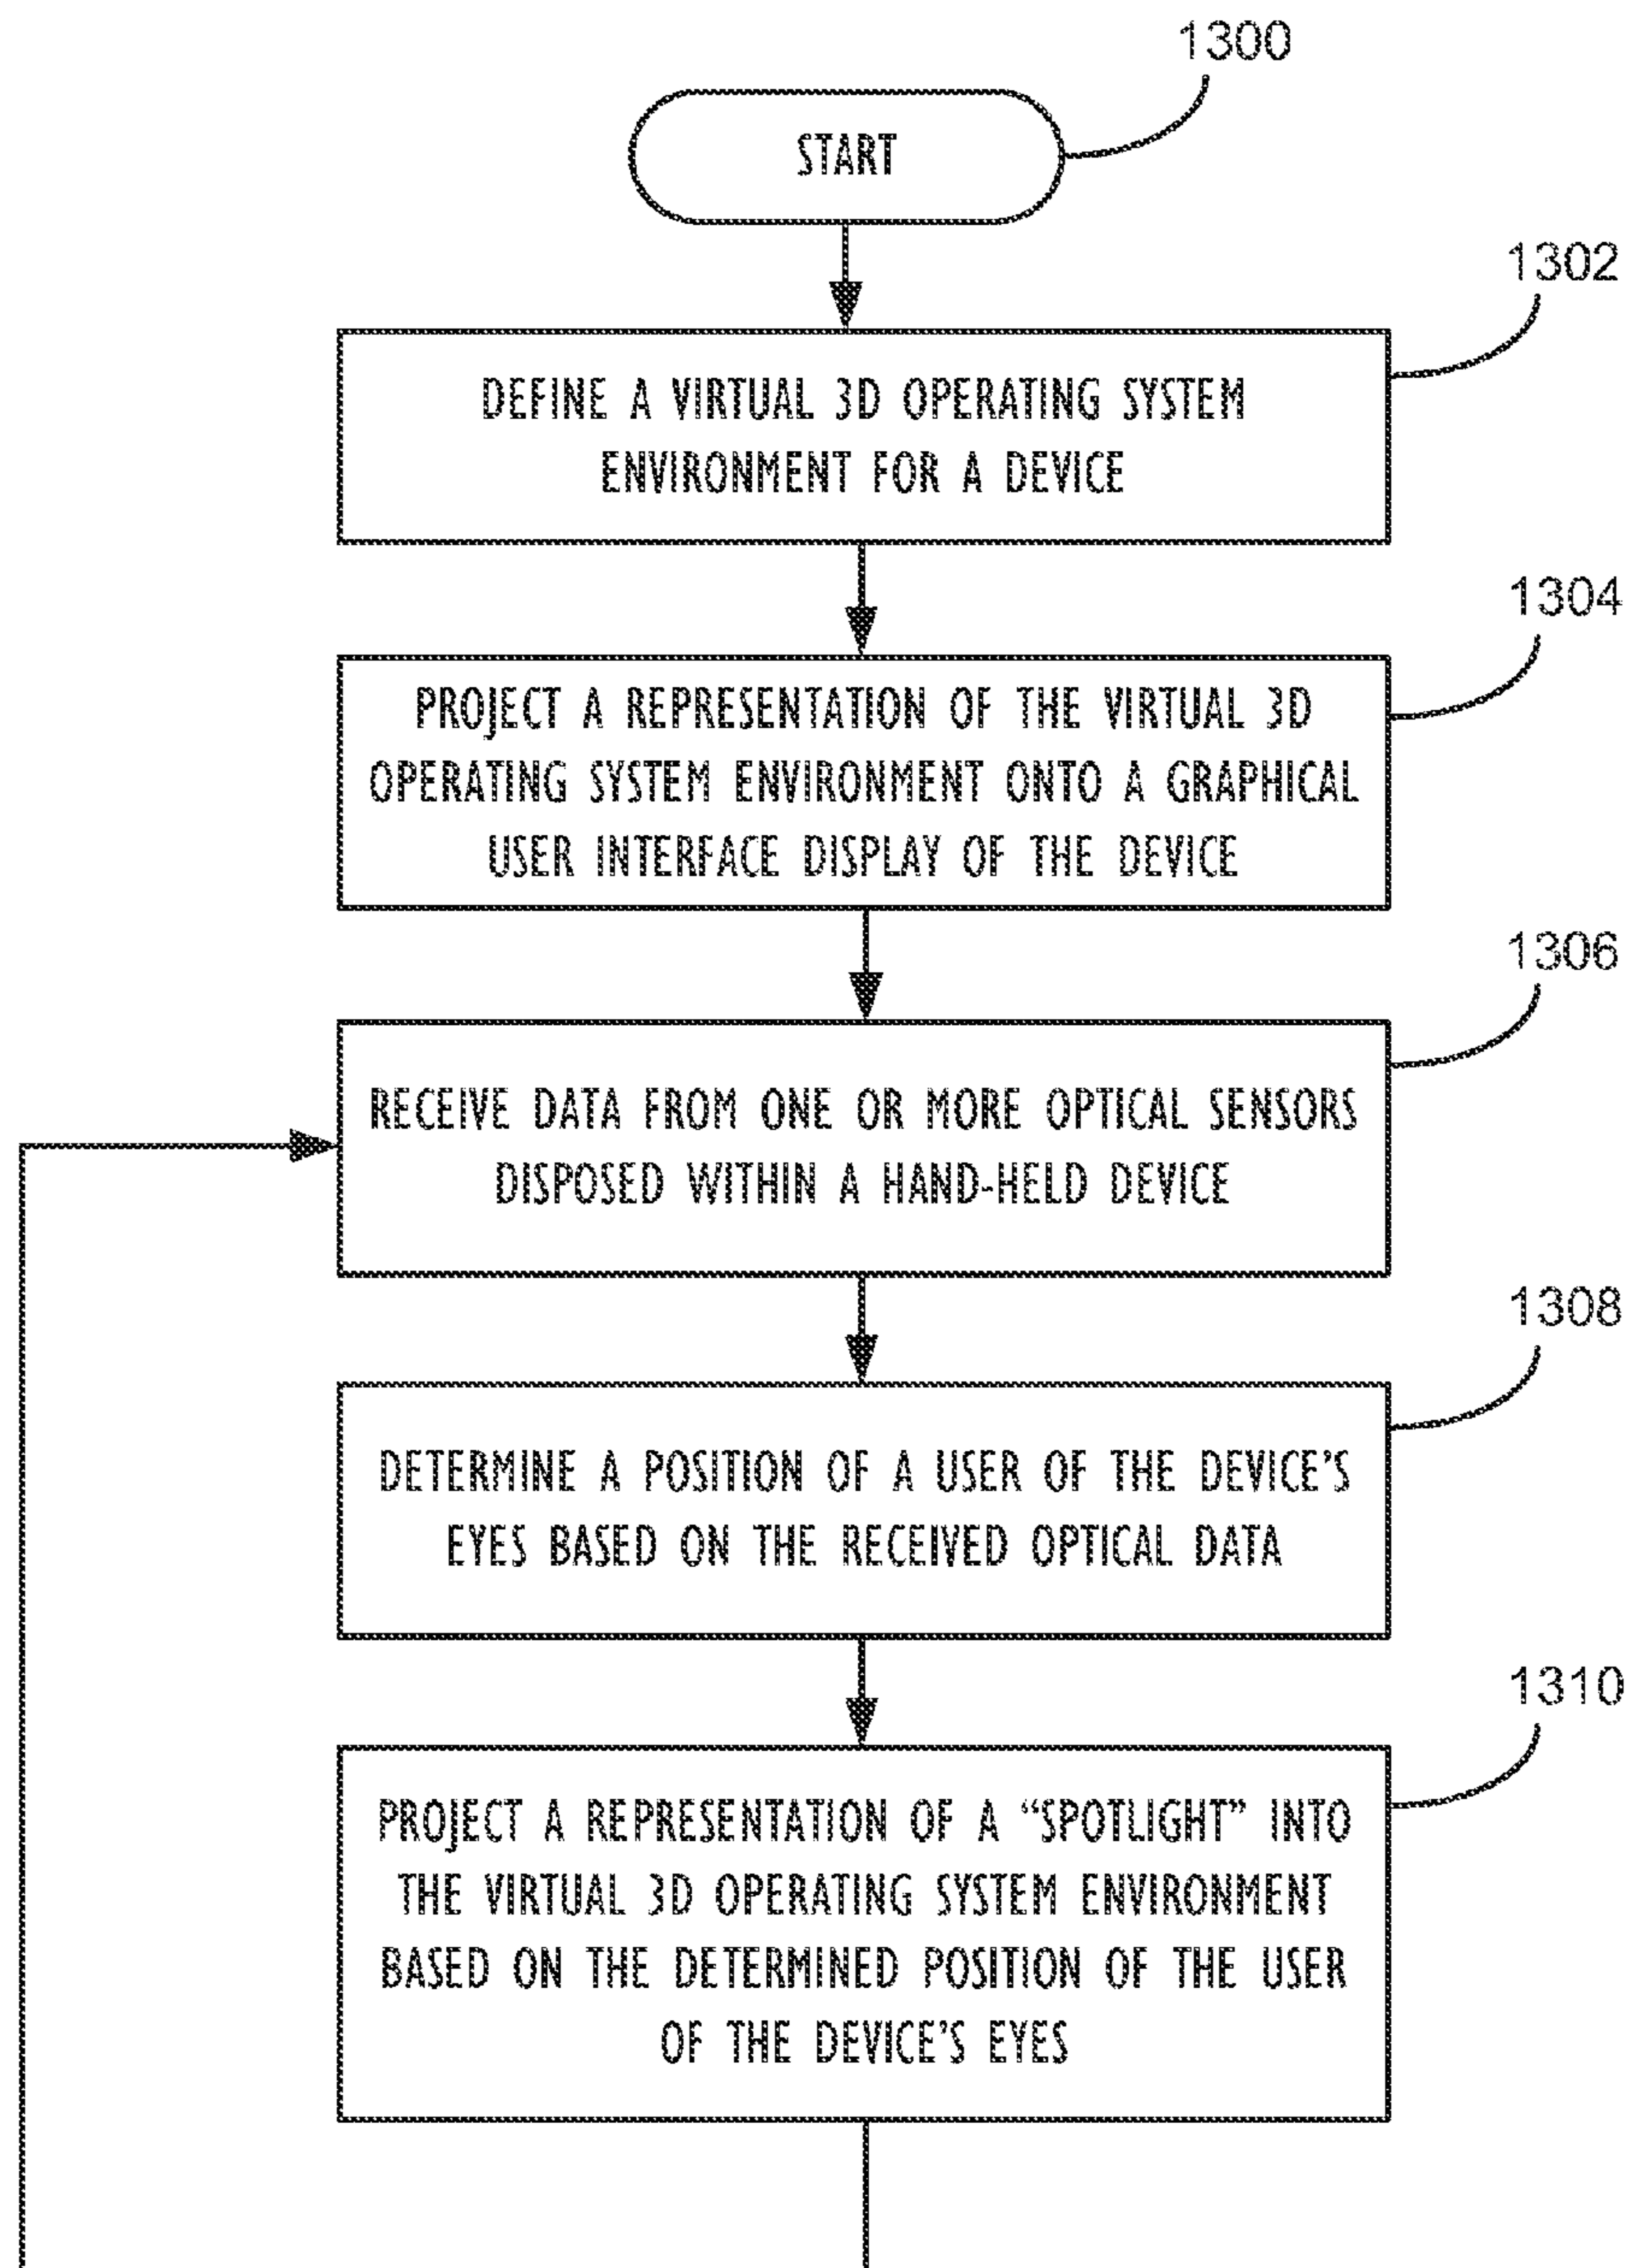 1300
START
1302
DEFINE A VIRTUAL 3D OPERATING SYSTEM
ENVIRONMENT FOR A DEVICE
1304
PROJECT A REPRESENTATION OF THE VIRTUAL 3D
OPERATING SYSTEM ENVIRONMENT ONTO A GRAPHICAL
USER INTERFACE DISPLAY OF THE DEVICE
1306
RECEIVE DATA FROM ONE OR MORE OPTICAL SENSORS
DISPOSED WITHIN A HAND-HELD DEVICE
1308
DETERMINE A POSITION OF A USER OF THE DEVICE’S
EYES BASED ON THE RECEIVED OPTICAL DATA
1310
PROJECT A REPRESENTATION OF A “SPOTLIGHT” INTO
THE VIRTUAL 3D OPERATING SYSTEM ENVIRONMENT
BASED ON THE DETERMINED POSITION OF THE USER
OF THE DEVICE’S EYES